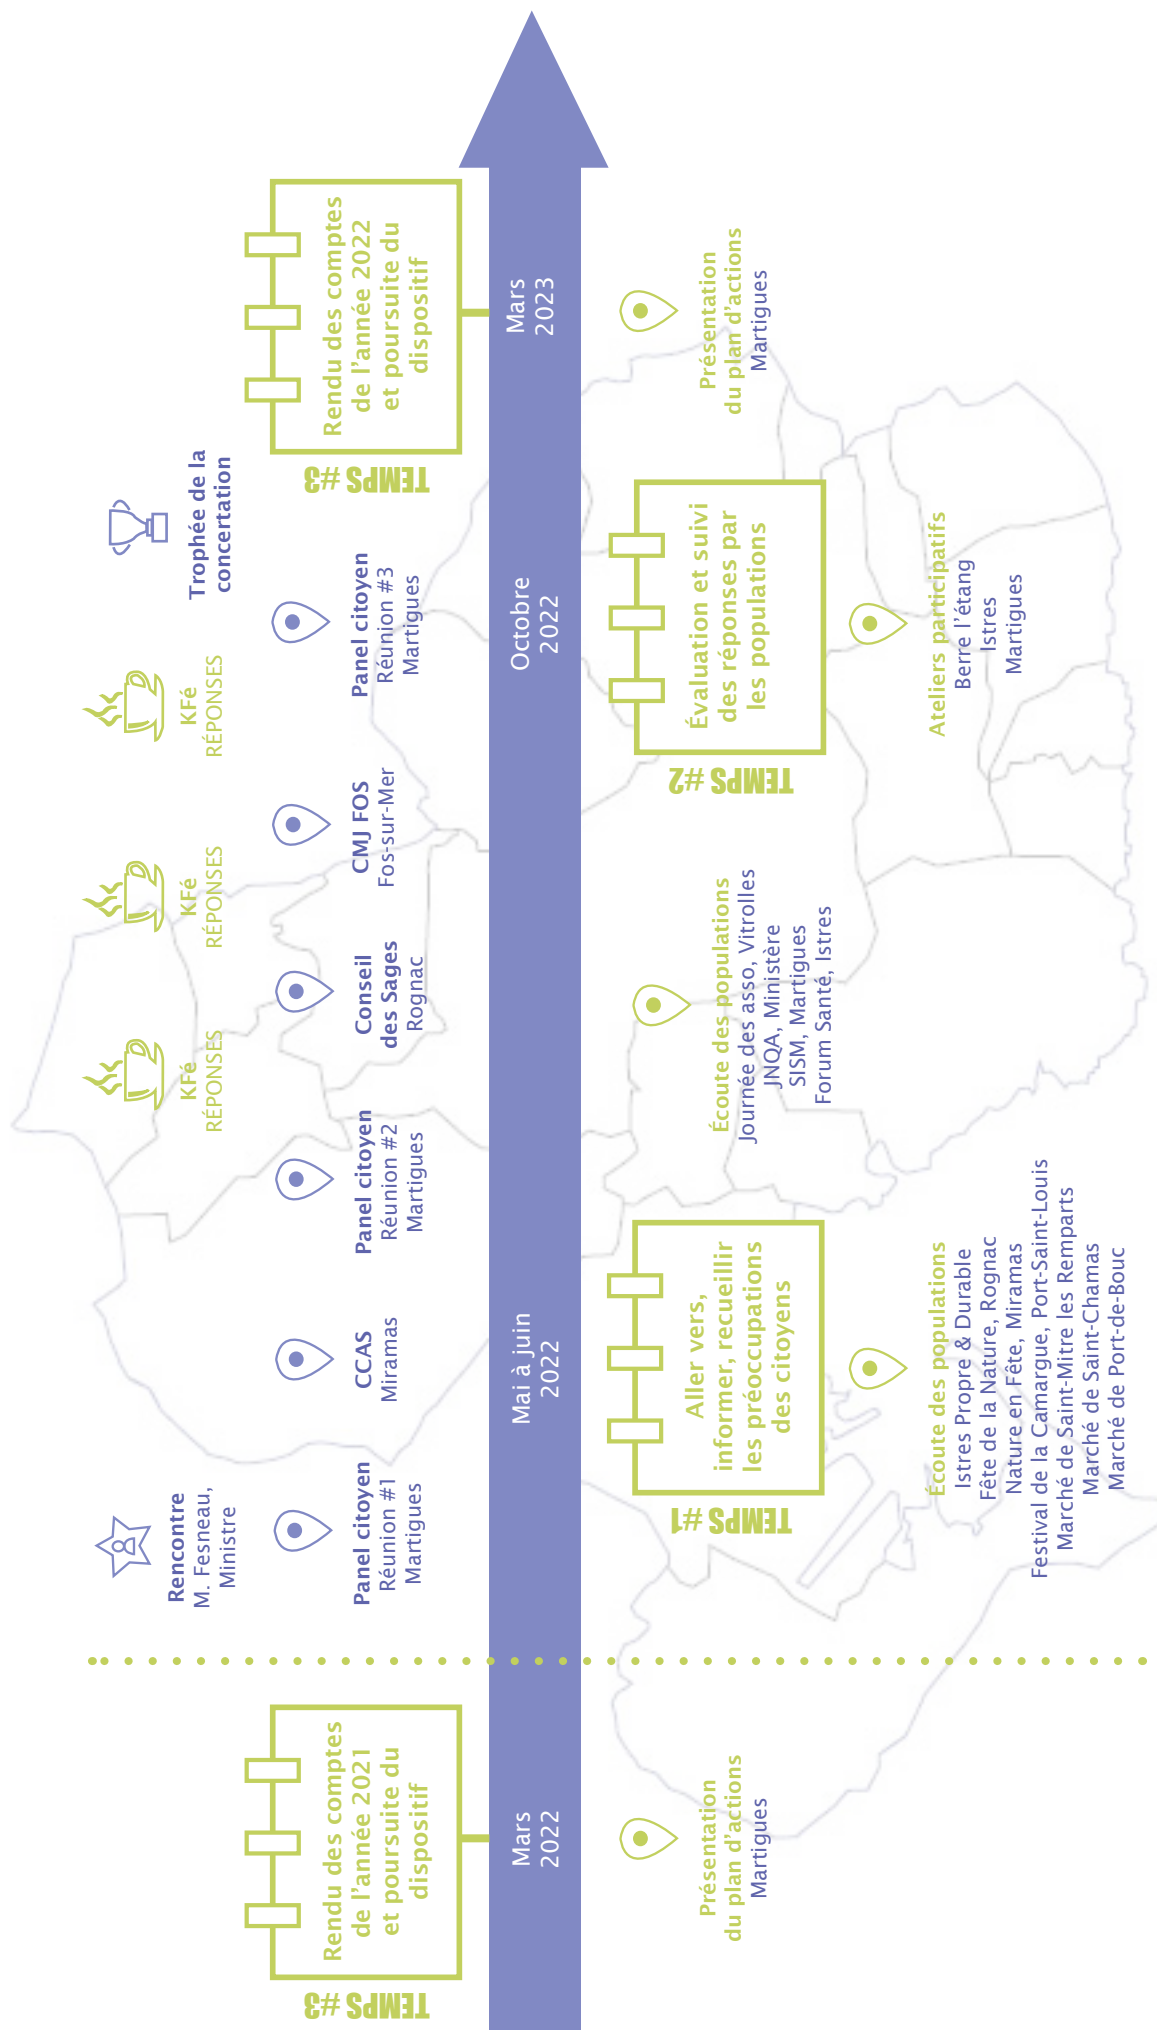 TEMPS #3
Rendu des comptes
de l'année 2021
et poursuite du
dispositif
Mars
2022
Présentation
du plan d'actions
Martigues
Rencontre
M. Fesneau,
Ministre
Panel citoyen
Réunion #1
Martigues
CCAS
Miramas
Panel citoyen
Réunion #2
Martigues
KFé
RÉPONSES
Conseil
des Sages
Rognac
KFé
RÉPONSES
CMJ FOS
Fos-sur-Mer
KFé
RÉPONSES
Panel citoyen
Réunion #3
Martigues
Trophée de la
concertation
Mai à juin
2022
TEMPS #1
Aller vers,
informer, recueillir
les préoccupations
des citoyens
Écoute des populations
Istres Propre & Durable
Fête de la Nature, Rognac
Nature en Fête, Miramas
Festival de la Camargue, Port-Saint-Louis
Marché de Saint-Mitre les Remparts
Marché de Saint-Chamas
Marché de Port-de-Bouc
Écoute des populations
Journée des asso, Vitrolles
JNQA, Ministère
SISM, Martigues
Forum Santé, Istres
Octobre
2022
TEMPS #2
Évaluation et suivi
des réponses par
les populations
Ateliers participatifs
Berre l'étang
Istres
Martigues
TEMPS #3
Rendu des comptes
de l'année 2022
et poursuite du
dispositif
Mars
2023
Présentation
du plan d'actions
Martigues